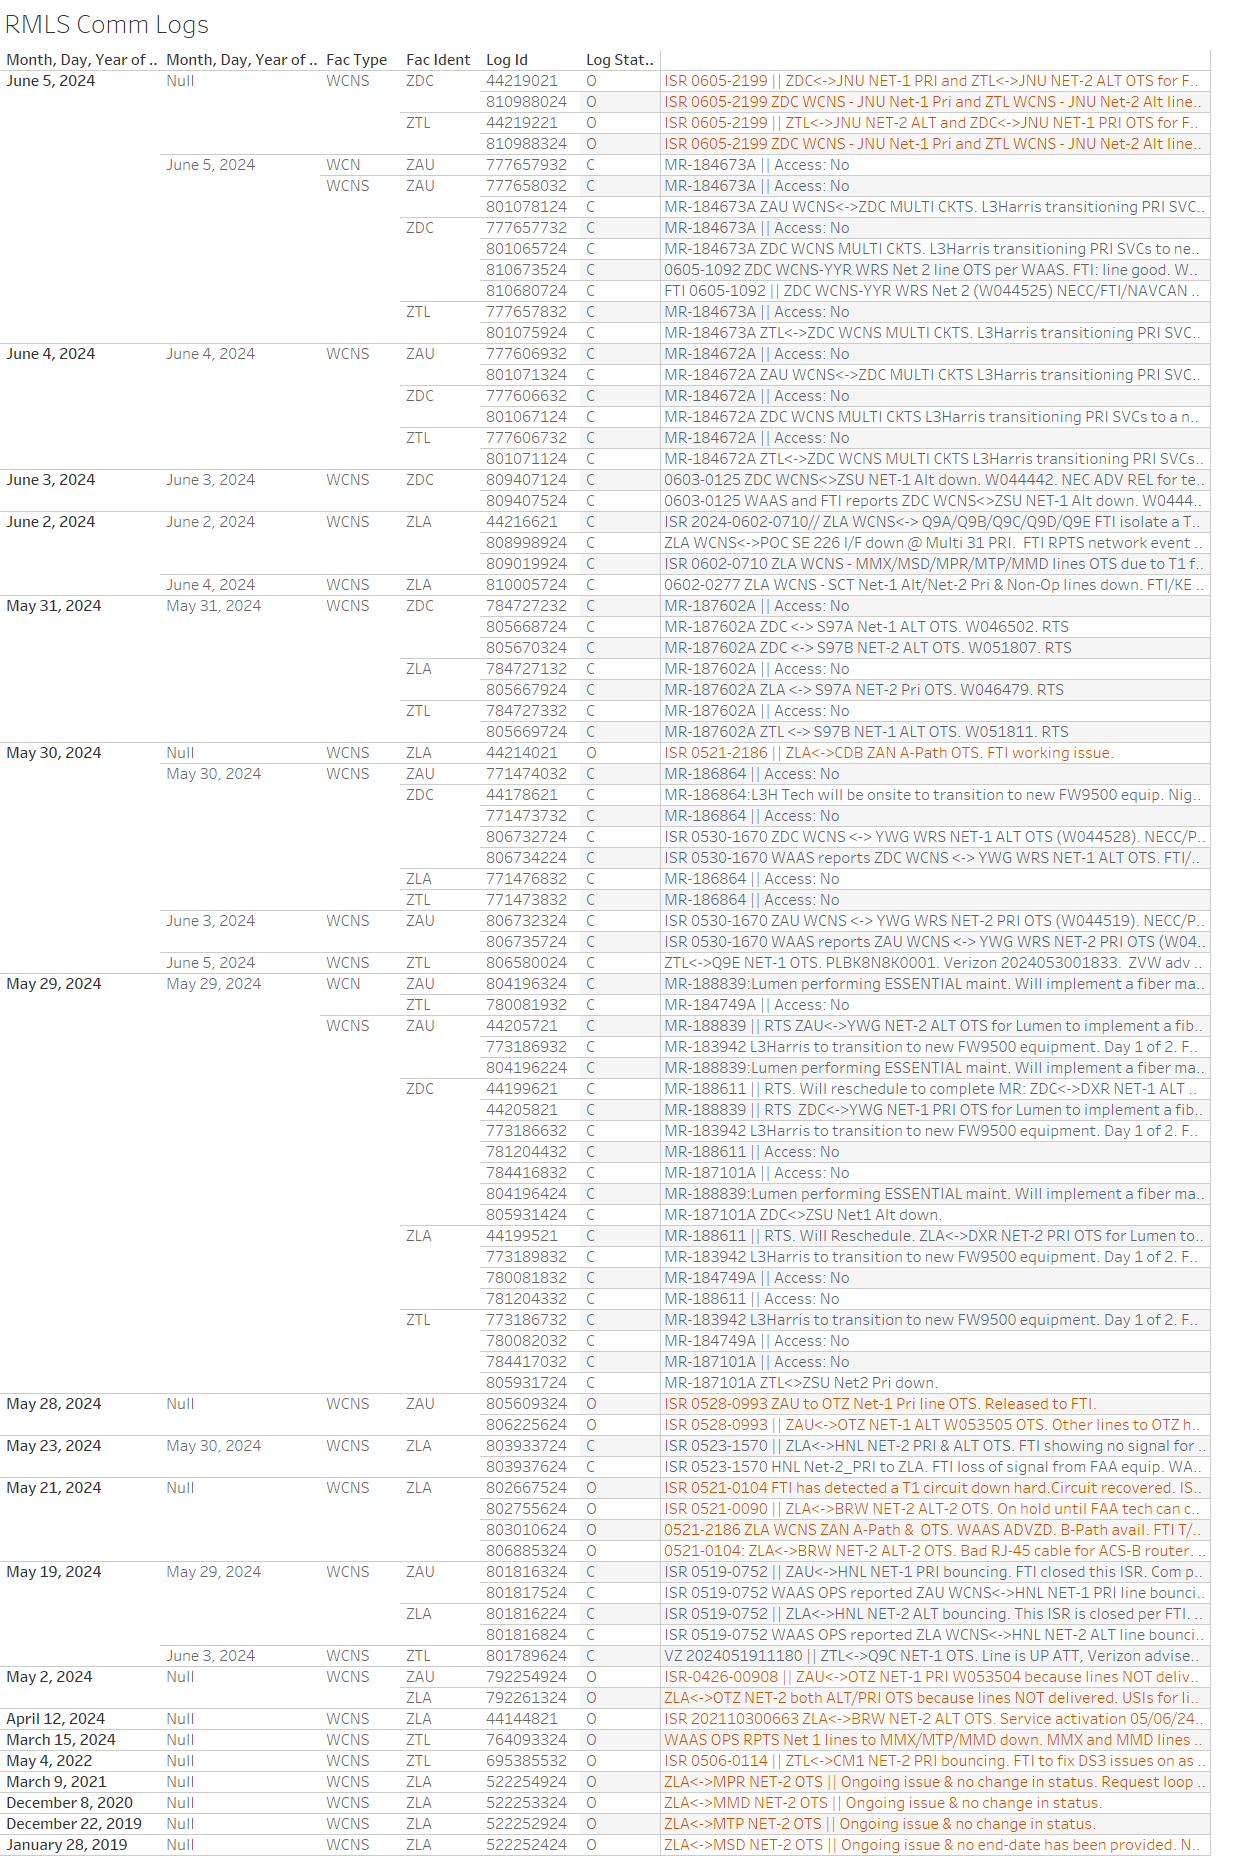 RMLS Comm Logs
Month, Day, Year of .. Month, Day, Year of .. Fac Type Fac Ident Log Id Log Stat..
June 5, 2024 Null WCNS ZDC 44219021 O ISR 0605-2199 || ZDC<->JNU NET-1 PRI and ZTL<->JNU NET-2 ALT OTS for F..
810988024 O ISR 0605-2199 ZDC WCNS - JNU Net-1 Pri and ZTL WCNS - JNU Net-2 Alt line..
ZTL 44219221 O ISR 0605-2199 || ZTL<->JNU NET-2 ALT and ZDC<->JNU NET-1 PRI OTS for F..
810988324 O ISR 0605-2199 ZDC WCNS - JNU Net-1 Pri and ZTL WCNS - JNU Net-2 Alt line..
June 5, 2024 WCN ZAU 777657932 C MR-184673A || Access: No
WCNS ZAU 777658032 C MR-184673A || Access: No
801078124 C MR-184673A ZAU WCNS<->ZDC MULTI CKTS. L3Harris transitioning PRI SVC..
ZDC 777657732 C MR-184673A || Access: No
801065724 C MR-184673A ZDC WCNS MULTI CKTS. L3Harris transitioning PRI SVCs to ne..
810673524 C 0605-1092 ZDC WCNS-YYR WRS Net 2 line OTS per WAAS. FTI: line good. W..
810680724 C FTI 0605-1092 || ZDC WCNS-YYR WRS Net 2 (W044525) NECC/FTI/NAVCAN ..
ZTL 777657832 C MR-184673A || Access: No
801075924 C MR-184673A ZTL<->ZDC WCNS MULTI CKTS. L3Harris transitioning PRI SVC..
June 4, 2024 June 4, 2024 WCNS ZAU 777606932 C MR-184672A || Access: No
801071324 C MR-184672A ZAU WCNS<->ZDC MULTI CKTS L3Harris transitioning PRI SVC..
ZDC 777606632 C MR-184672A || Access: No
801067124 C MR-184672A ZDC WCNS MULTI CKTS L3Harris transitioning PRI SVCs to a n..
ZTL 777606732 C MR-184672A || Access: No
801071124 C MR-184672A ZTL<->ZDC WCNS MULTI CKTS L3Harris transitioning PRI SVCs..
June 3, 2024 June 3, 2024 WCNS ZDC 809407124 C 0603-0125 ZDC WCNS<>ZSU NET-1 Alt down. W044442. NEC ADV REL for te..
809407524 C 0603-0125 WAAS and FTI reports ZDC WCNS<>ZSU NET-1 Alt down. W0444..
June 2, 2024 June 2, 2024 WCNS ZLA 44216621 C ISR 2024-0602-0710// ZLA WCNS<-> Q9A/Q9B/Q9C/Q9D/Q9E FTI isolate a T..
808998924 C ZLA WCNS<->POC SE 226 I/F down @ Multi 31 PRI.  FTI RPTS network event ..
809019924 C ISR 0602-0710 ZLA WCNS - MMX/MSD/MPR/MTP/MMD lines OTS due to T1 f..
June 4, 2024 WCNS ZLA 810005724 C 0602-0277 ZLA WCNS - SCT Net-1 Alt/Net-2 Pri & Non-Op lines down. FTI/KE ..
May 31, 2024 May 31, 2024 WCNS ZDC 784727232 C MR-187602A || Access: No
805668724 C MR-187602A ZDC <-> S97A Net-1 ALT OTS. W046502. RTS
805670324 C MR-187602A ZDC <-> S97B NET-2 ALT OTS. W051807. RTS
ZLA 784727132 C MR-187602A || Access: No
805667924 C MR-187602A ZLA <-> S97A NET-2 Pri OTS. W046479. RTS
ZTL 784727332 C MR-187602A || Access: No
805669724 C MR-187602A ZTL <-> S97B NET-1 ALT OTS. W051811. RTS
May 30, 2024 Null WCNS ZLA 44214021 O ISR 0521-2186 || ZLA<->CDB ZAN A-Path OTS. FTI working issue.
May 30, 2024 WCNS ZAU 771474032 C MR-186864 || Access: No
ZDC 44178621 C MR-186864:L3H Tech will be onsite to transition to new FW9500 equip. Nig..
771473732 C MR-186864 || Access: No
806732724 C ISR 0530-1670 ZDC WCNS <-> YWG WRS NET-1 ALT OTS (W044528). NECC/P..
806734224 C ISR 0530-1670 WAAS reports ZDC WCNS <-> YWG WRS NET-1 ALT OTS. FTI/..
ZLA 771476832 C MR-186864 || Access: No
ZTL 771473832 C MR-186864 || Access: No
June 3, 2024 WCNS ZAU 806732324 C ISR 0530-1670 ZAU WCNS <-> YWG WRS NET-2 PRI OTS (W044519). NECC/P..
806735724 C ISR 0530-1670 WAAS reports ZAU WCNS <-> YWG WRS NET-2 PRI OTS (W04..
June 5, 2024 WCNS ZTL 806580024 C ZTL<->Q9E NET-1 OTS. PLBK8N8K0001. Verizon 2024053001833.  ZVW adv ..
May 29, 2024 May 29, 2024 WCN ZAU 804196324 C MR-188839:Lumen performing ESSENTIAL maint. Will implement a fiber ma..
ZTL 780081932 C MR-184749A || Access: No
WCNS ZAU 44205721 C MR-188839 || RTS ZAU<->YWG NET-2 ALT OTS for Lumen to implement a fib..
773186932 C MR-183942 L3Harris to transition to new FW9500 equipment. Day 1 of 2. F..
804196224 C MR-188839:Lumen performing ESSENTIAL maint. Will implement a fiber ma..
ZDC 44199621 C MR-188611 || RTS. Will reschedule to complete MR: ZDC<->DXR NET-1 ALT ..
44205821 C MR-188839 || RTS  ZDC<->YWG NET-1 PRI OTS for Lumen to implement a fib..
773186632 C MR-183942 L3Harris to transition to new FW9500 equipment. Day 1 of 2. F..
781204432 C MR-188611 || Access: No
784416832 C MR-187101A || Access: No
804196424 C MR-188839:Lumen performing ESSENTIAL maint. Will implement a fiber ma..
805931424 C MR-187101A ZDC<>ZSU Net1 Alt down.
ZLA 44199521 C MR-188611 || RTS. Will Reschedule. ZLA<->DXR NET-2 PRI OTS for Lumen to..
773189832 C MR-183942 L3Harris to transition to new FW9500 equipment. Day 1 of 2. F..
780081832 C MR-184749A || Access: No
781204332 C MR-188611 || Access: No
ZTL 773186732 C MR-183942 L3Harris to transition to new FW9500 equipment. Day 1 of 2. F..
780082032 C MR-184749A || Access: No
784417032 C MR-187101A || Access: No
805931724 C MR-187101A ZTL<>ZSU Net2 Pri down.
May 28, 2024 Null WCNS ZAU 805609324 O ISR 0528-0993 ZAU to OTZ Net-1 Pri line OTS. Released to FTI.
806225624 O ISR 0528-0993 || ZAU<->OTZ NET-1 ALT W053505 OTS. Other lines to OTZ h..
May 23, 2024 May 30, 2024 WCNS ZLA 803933724 C ISR 0523-1570 || ZLA<->HNL NET-2 PRI & ALT OTS. FTI showing no signal for ..
803937624 C ISR 0523-1570 HNL Net-2_PRI to ZLA. FTI loss of signal from FAA equip. WA..
May 21, 2024 Null WCNS ZLA 802667524 O ISR 0521-0104 FTI has detected a T1 circuit down hard.Circuit recovered. IS..
802755624 O ISR 0521-0090 || ZLA<->BRW NET-2 ALT-2 OTS. On hold until FAA tech can c..
803010624 O 0521-2186 ZLA WCNS ZAN A-Path &  OTS. WAAS ADVZD. B-Path avail. FTI T/..
806885324 O 0521-0104: ZLA<->BRW NET-2 ALT-2 OTS. Bad RJ-45 cable for ACS-B router. ..
May 19, 2024 May 29, 2024 WCNS ZAU 801816324 C ISR 0519-0752 || ZAU<->HNL NET-1 PRI bouncing. FTI closed this ISR. Com p..
801817524 C ISR 0519-0752 WAAS OPS reported ZAU WCNS<->HNL NET-1 PRI line bounci..
ZLA 801816224 C ISR 0519-0752 || ZLA<->HNL NET-2 ALT bouncing. This ISR is closed per FTI. ..
801816824 C ISR 0519-0752 WAAS OPS reported ZLA WCNS<->HNL NET-2 ALT line bounci..
June 3, 2024 WCNS ZTL 801789624 C VZ 2024051911180 || ZTL<->Q9C NET-1 OTS. Line is UP ATT, Verizon advise..
May 2, 2024 Null WCNS ZAU 792254924 O ISR-0426-00908 || ZAU<->OTZ NET-1 PRI W053504 because lines NOT deliv..
ZLA 792261324 O ZLA<->OTZ NET-2 both ALT/PRI OTS because lines NOT delivered. USIs for li..
April 12, 2024 Null WCNS ZLA 44144821 O ISR 202110300663 ZLA<->BRW NET-2 ALT OTS. Service activation 05/06/24..
March 15, 2024 Null WCNS ZTL 764093324 O WAAS OPS RPTS Net 1 lines to MMX/MTP/MMD down. MMX and MMD lines ..
May 4, 2022 Null WCNS ZTL 695385532 O ISR 0506-0114 || ZTL<->CM1 NET-2 PRI bouncing. FTI to fix DS3 issues on as ..
March 9, 2021 Null WCNS ZLA 522254924 O ZLA<->MPR NET-2 OTS || Ongoing issue & no change in status. Request loop ..
December 8, 2020 Null WCNS ZLA 522253324 O ZLA<->MMD NET-2 OTS || Ongoing issue & no change in status.
December 22, 2019 Null WCNS ZLA 522252924 O ZLA<->MTP NET-2 OTS || Ongoing issue & no change in status.
January 28, 2019 Null WCNS ZLA 522252424 O ZLA<->MSD NET-2 OTS || Ongoing issue & no end-date has been provided. N..